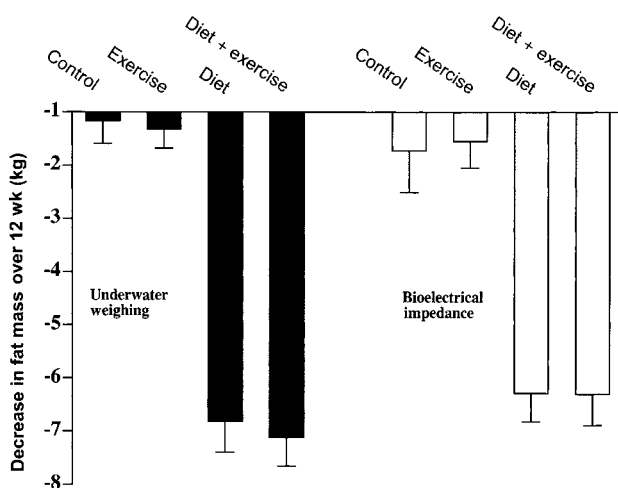 Control
Exercise
Diet
Diet + exercise
Control
Exercise
Diet
Diet + exercise
Decrease in fat mass over 12 wk (kg)
-1
-2
-3
-4
-5
-6
-7
-8
Underwater
weighing
Bioelectrical
impedance